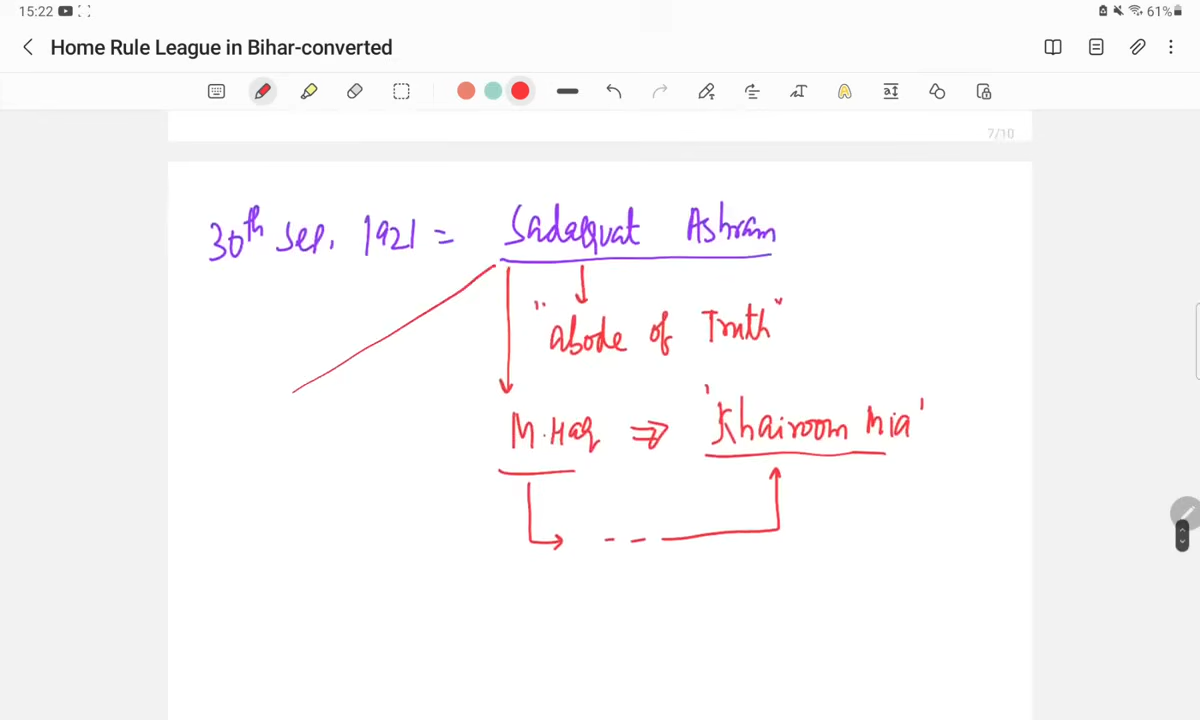 15:22
61%
Home Rule League in Bihar-converted
7/10
30th Sep. 1921 = Sadaqquat Ashram
"abode of Truth"
M.Haq ⇒ 'Khairoom Mia'